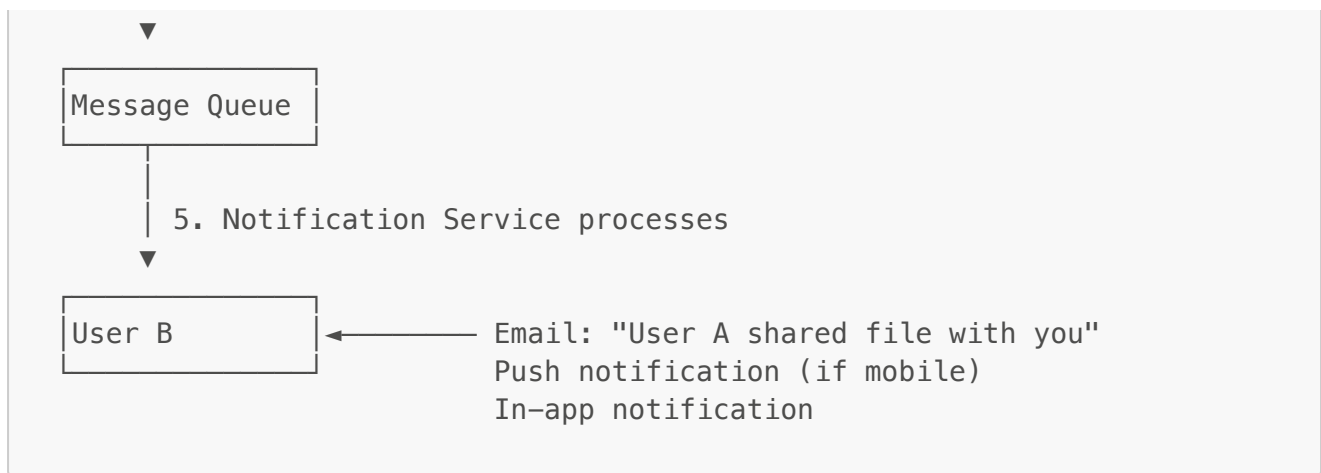 Message Queue
5. Notification Service processes
User B
Email: "User A shared file with you"
Push notification (if mobile)
In-app notification